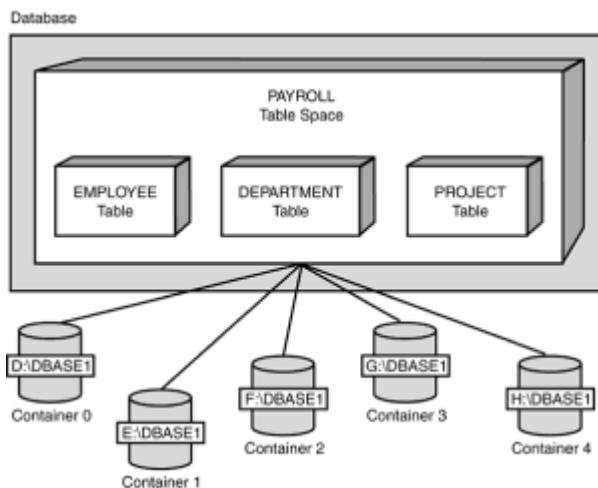 Database
PAYROLL
Table Space
EMPLOYEE
Table
DEPARTMENT
Table
PROJECT
Table
D:\DBASE1
Container 0
E:\DBASE1
Container 1
F:\DBASE1
Container 2
G:\DBASE1
Container 3
H:\DBASE1
Container 4